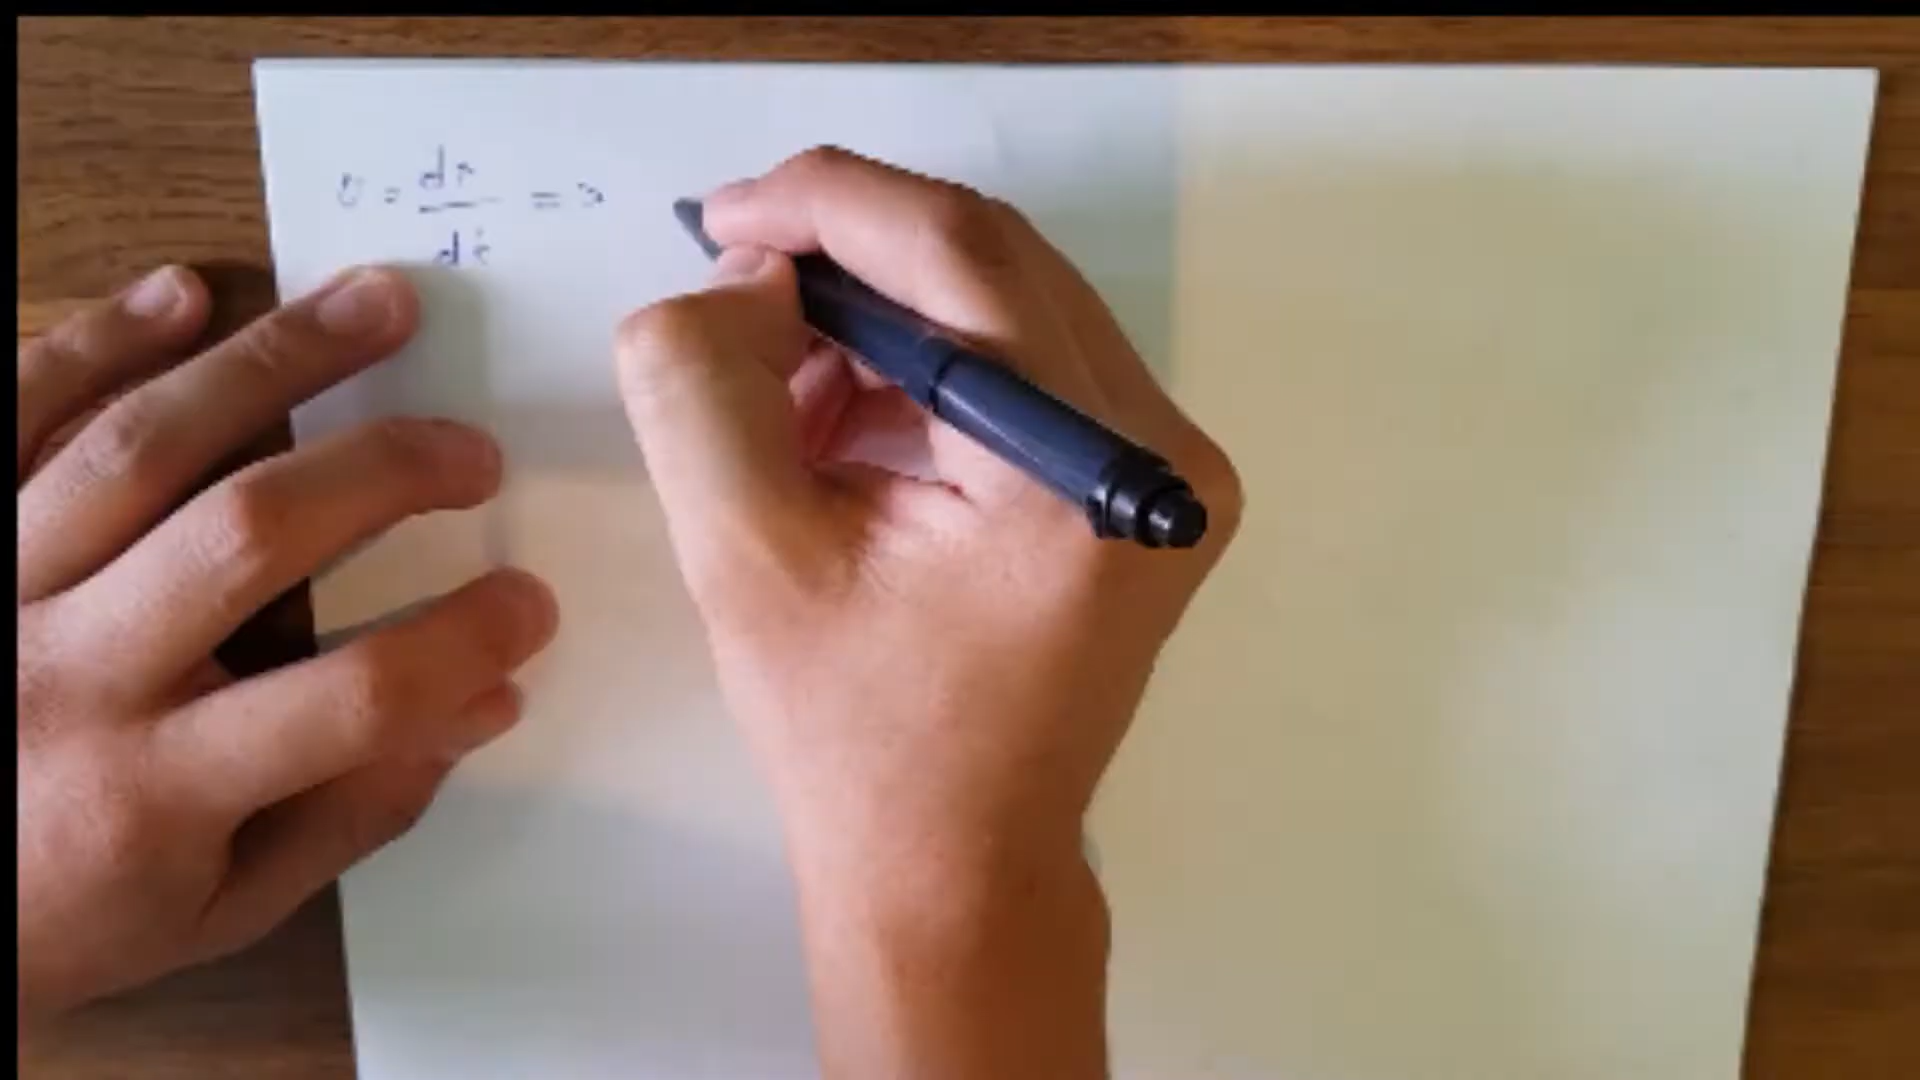 v = dr/dt =>